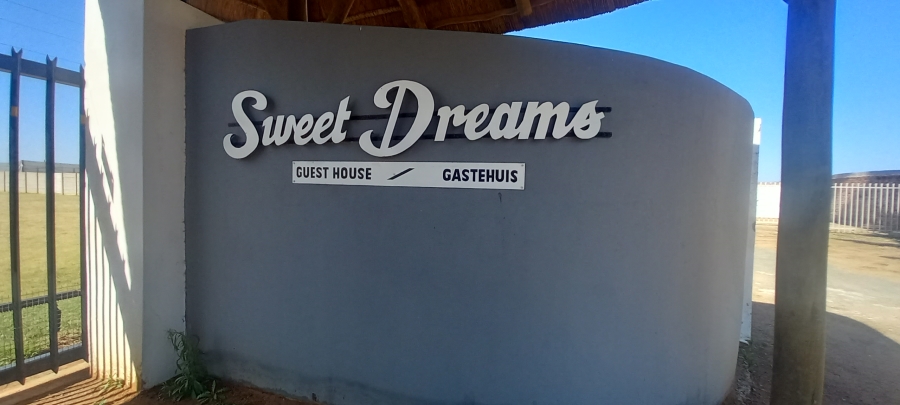 Sweet Dreams
GUEST HOUSE / GASTEHUIS